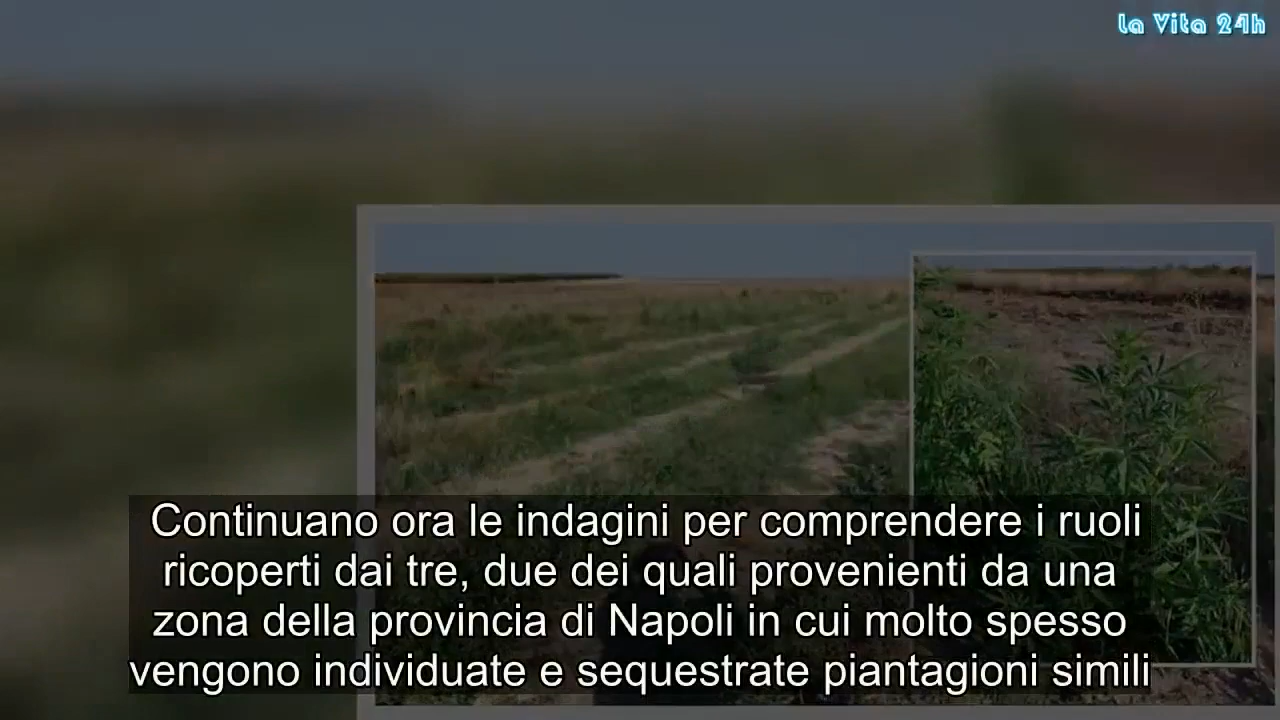 La Vita 24h
Continuano ora le indagini per comprendere i ruoli
ricoperti dai tre, due dei quali provenienti da una
zona della provincia di Napoli in cui molto spesso
vengono individuate e sequestrate piantagioni simili